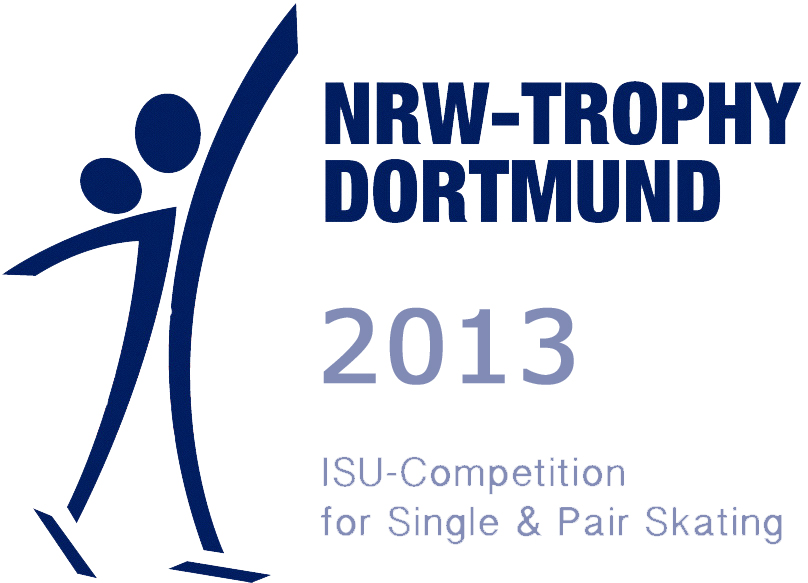 NRW-TROPHY
DORTMUND
2013
ISU-Competition
for Single & Pair Skating